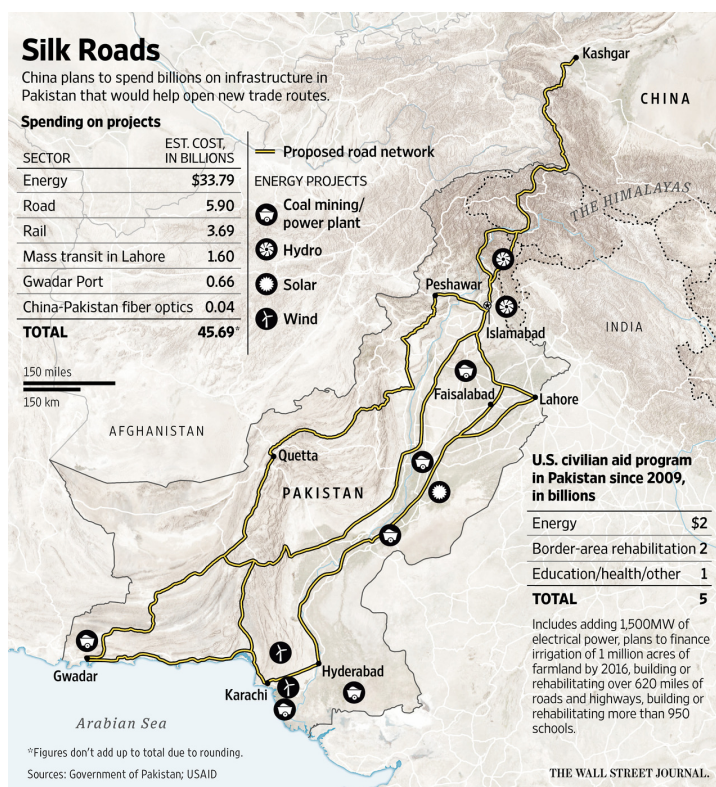 Silk Roads
China plans to spend billions on infrastructure in
Pakistan that would help open new trade routes.
Spending on projects
SECTOR EST. COST, IN BILLIONS
Energy $33.79
Road 5.90
Rail 3.69
Mass transit in Lahore 1.60
Gwadar Port 0.66
China-Pakistan fiber optics 0.04
TOTAL 45.69*
Proposed road network
ENERGY PROJECTS
Coal mining/
power plant
Hydro
Solar
Wind
150 miles
150 km
Kashgar
CHINA
THE HIMALAYAS
Peshawar
Islamabad
INDIA
Faisalabad
Lahore
AFGHANISTAN
Quetta
PAKISTAN
Gwadar
Karachi
Hyderabad
Arabian Sea
U.S. civilian aid program
in Pakistan since 2009,
in billions
Energy $2
Border-area rehabilitation 2
Education/health/other 1
TOTAL 5
Includes adding 1,500MW of
electrical power, plans to finance
irrigation of 1 million acres of
farmland by 2016, building or
rehabilitating over 620 miles of
roads and highways, building or
rehabilitating more than 950
schools.
*Figures don't add up to total due to rounding.
Sources: Government of Pakistan; USAID
THE WALL STREET JOURNAL.